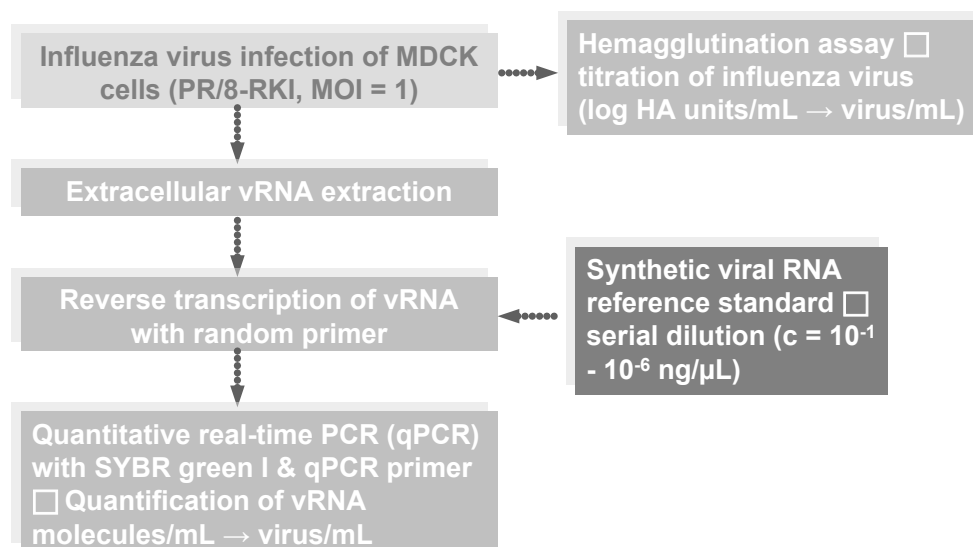 Influenza virus infection of MDCK
cells (PR/8-RKI, MOI = 1)
Hemagglutination assay □
titration of influenza virus
(log HA units/mL → virus/mL)
Extracellular vRNA extraction
Reverse transcription of vRNA
with random primer
Synthetic viral RNA
reference standard □
serial dilution (c = 10⁻¹
- 10⁻⁶ ng/µL)
Quantitative real-time PCR (qPCR)
with SYBR green I & qPCR primer
□ Quantification of vRNA
molecules/mL → virus/mL